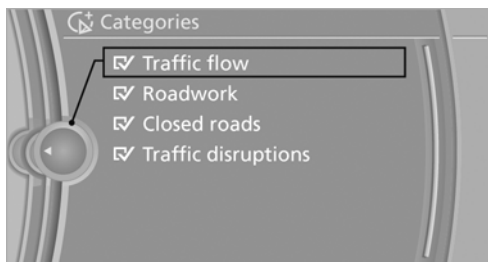 Categories
Traffic flow
Roadwork
Closed roads
Traffic disruptions